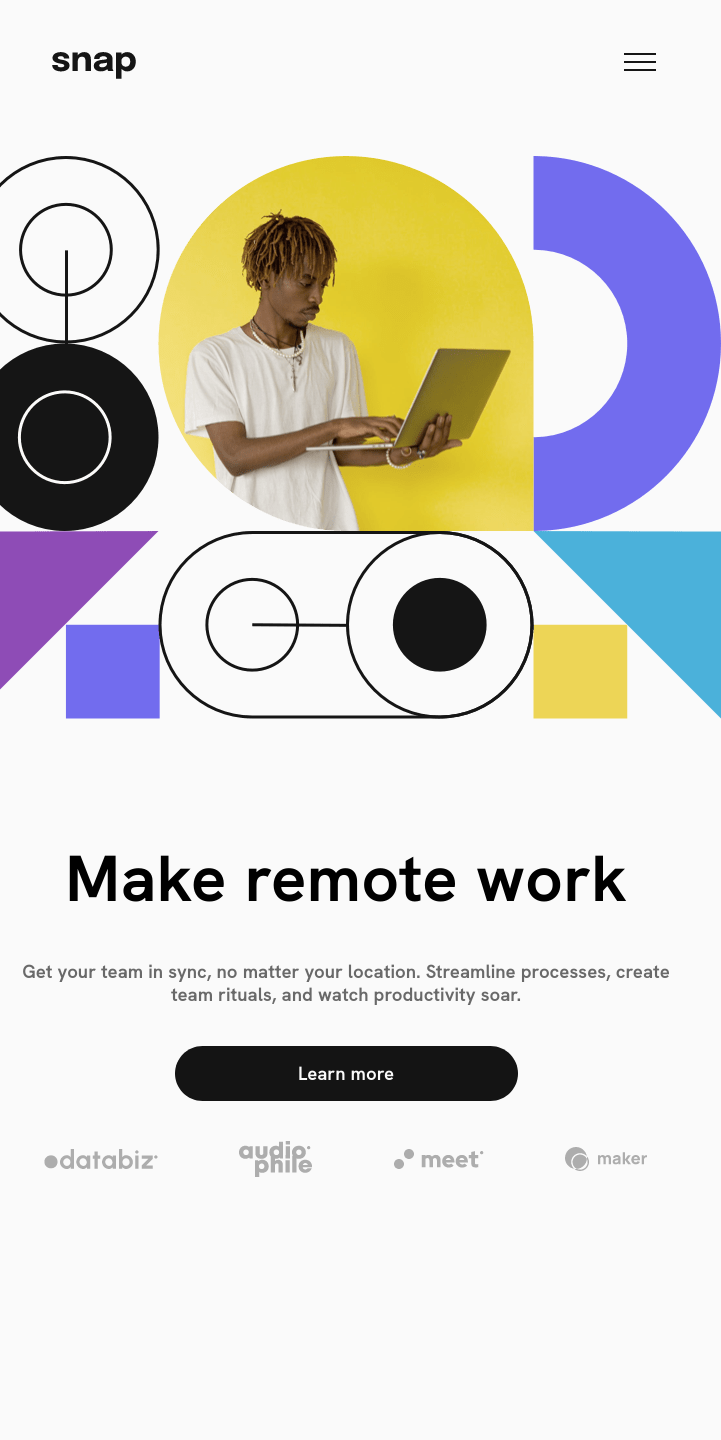 snap
Make remote work
Get your team in sync, no matter your location. Streamline processes, create
team rituals, and watch productivity soar.
Learn more
databiz
audio
phile
meet
maker